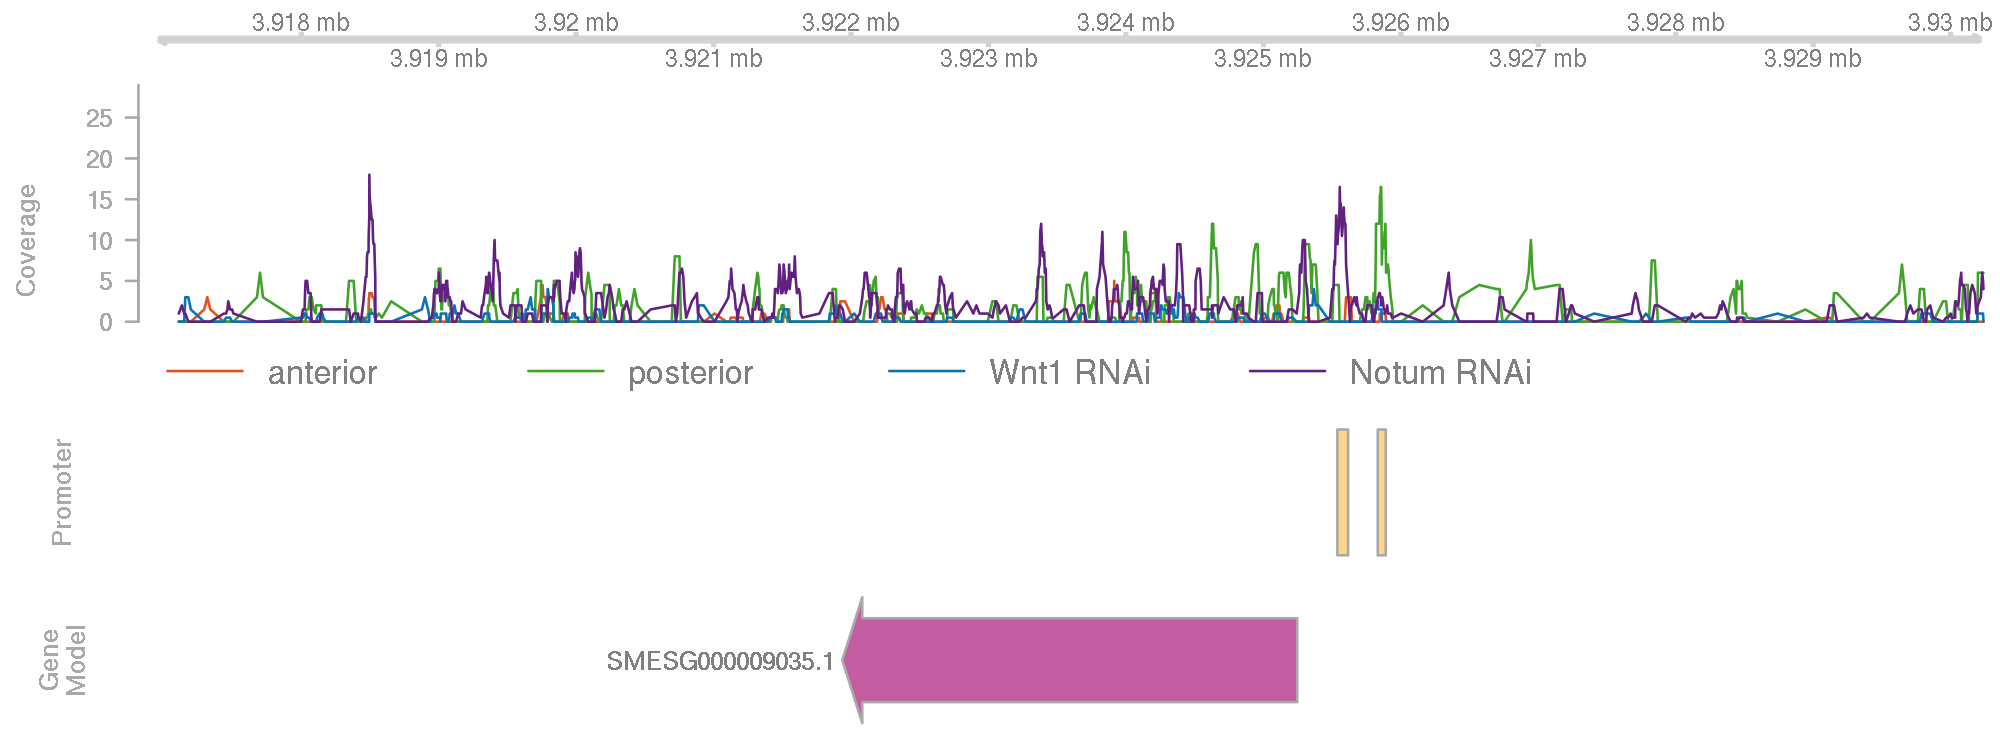 3.918 mb 3.92 mb 3.922 mb 3.924 mb 3.926 mb 3.928 mb 3.93 mb
3.919 mb 3.921 mb 3.923 mb 3.925 mb 3.927 mb 3.929 mb
Coverage
25
20
15
10
5
0
anterior posterior Wnt1 RNAi Notum RNAi
Promoter
0
Gene
Model
SMESG000009035.1